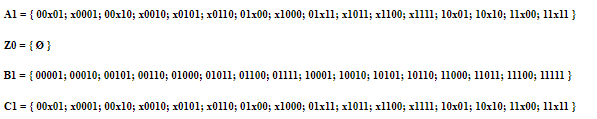 A1 = { 00x01; x0001; 00x10; x0010; x0101; x0110; 01x00; x1000; 01x11; x1011; x1100; x1111; 10x01; 10x10; 11x00; 11x11 }
Z0 = { Ø }
B1 = { 00001; 00010; 00101; 00110; 01000; 01011; 01100; 01111; 10001; 10010; 10101; 10110; 11000; 11011; 11100; 11111 }
C1 = { 00x01; x0001; 00x10; x0010; x0101; x0110; 01x00; x1000; 01x11; x1011; x1100; x1111; 10x01; 10x10; 11x00; 11x11 }